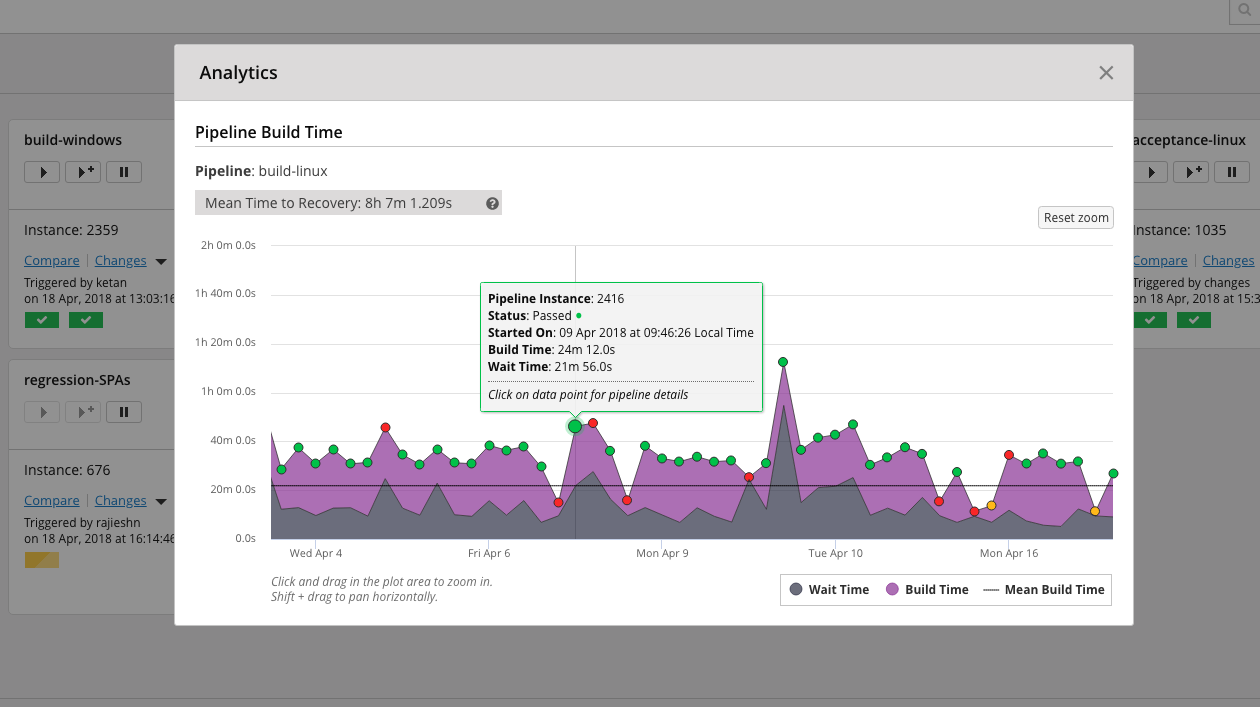 Analytics
Pipeline Build Time
Pipeline: build-linux
Mean Time to Recovery: 8h 7m 1.209s ?
Reset zoom
2h 0m 0.0s
1h 40m 0.0s
1h 20m 0.0s
1h 0m 0.0s
40m 0.0s
20m 0.0s
0.0s
Pipeline Instance: 2416
Status: Passed
Started On: 09 Apr 2018 at 09:46:26 Local Time
Build Time: 24m 12.0s
Wait Time: 21m 56.0s
Click on data point for pipeline details
Wed Apr 4
Fri Apr 6
Mon Apr 9
Tue Apr 10
Mon Apr 16
Click and drag in the plot area to zoom in.
Shift + drag to pan horizontally.
Wait Time
Build Time
Mean Build Time
build-windows
Instance: 2359
Compare | Changes
Triggered by ketan
on 18 Apr, 2018 at 13:03:16
regression-SPAs
Instance: 676
Compare | Changes
Triggered by rajieshn
on 18 Apr, 2018 at 16:14:46
acceptance-linux
Instance: 1035
Compare | Changes
Triggered by changes
on 18 Apr, 2018 at 15:3